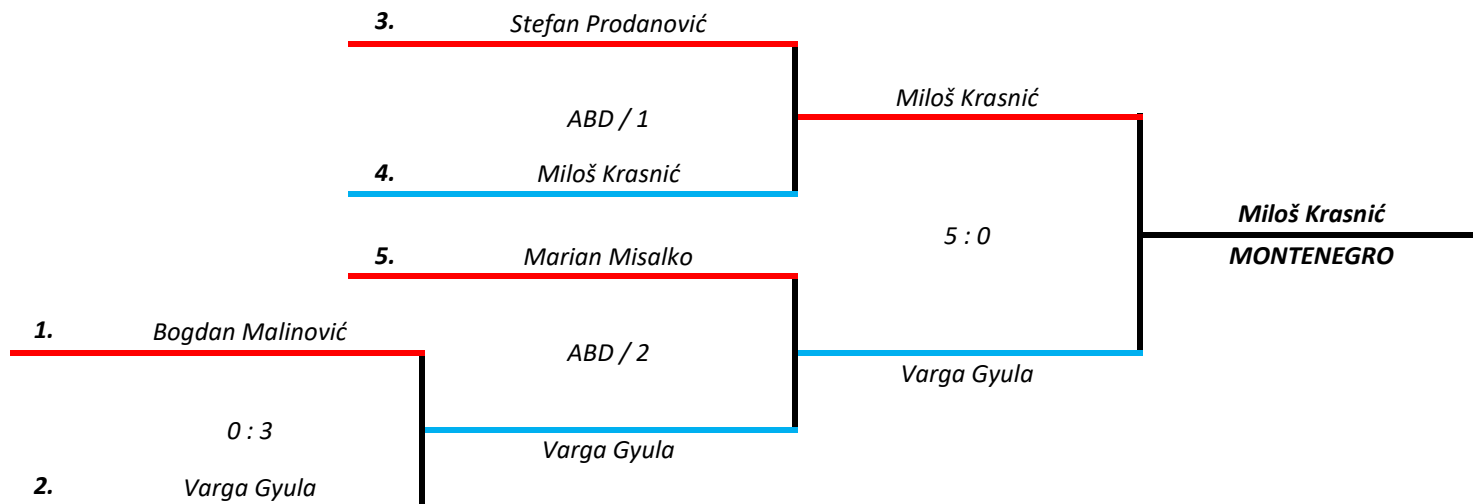 3. Stefan Prodanović
ABD / 1
4. Miloš Krasnić
Miloš Krasnić
5 : 0
Miloš Krasnić
MONTENEGRO
5. Marian Misalko
ABD / 2
Varga Gyula
Varga Gyula
1. Bogdan Malinović
0 : 3
2. Varga Gyula